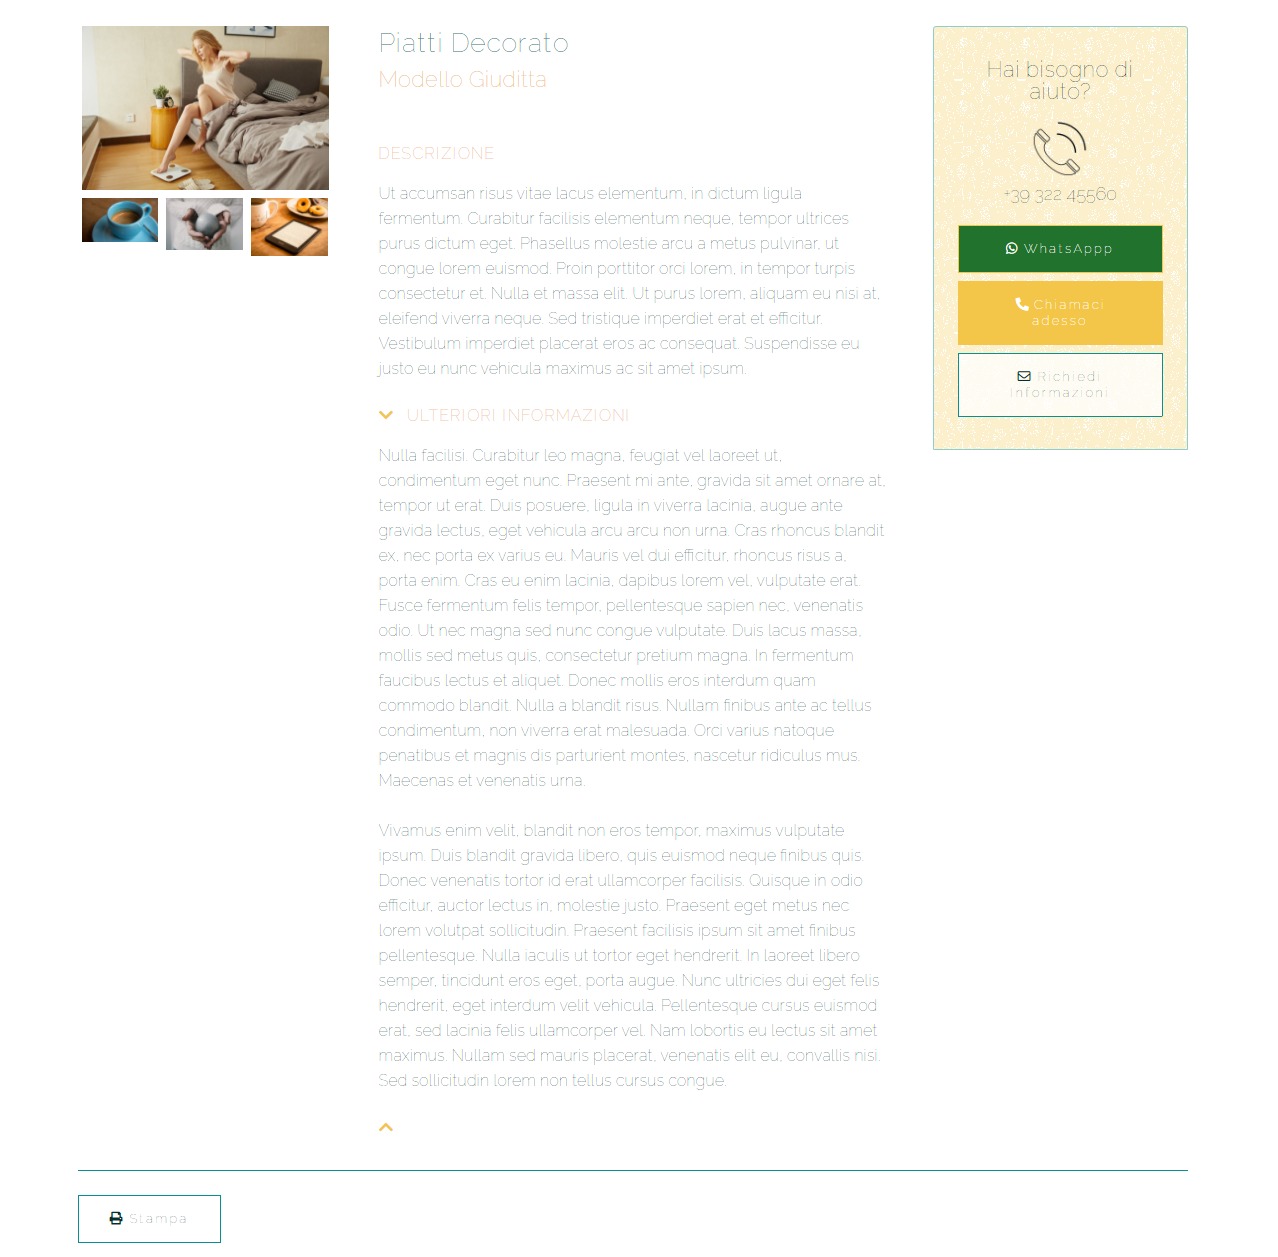 Piatti Decorato
Modello Giuditta
DESCRIZIONE
Ut accumsan risus vitae lacus elementum, in dictum ligula
fermentum. Curabitur facilisis elementum neque, tempor ultrices
purus dictum eget. Phasellus molestie arcu a metus pulvinar, ut
congue lorem euismod. Proin porttitor orci lorem, in tempor turpis
consectetur et. Nulla et massa elit. Ut purus lorem, aliquam eu nisi at,
eleifend viverra neque. Sed tristique imperdiet erat et efficitur.
Vestibulum imperdiet placerat eros ac consequat. Suspendisse eu
justo eu nunc vehicula maximus ac sit amet ipsum.
ULTERIORI INFORMAZIONI
Nulla facilisi. Curabitur leo magna, feugiat vel laoreet ut,
condimentum eget nunc. Praesent mi ante, gravida sit amet ornare at,
tempor ut erat. Duis posuere, ligula in viverra lacinia, augue ante
gravida lectus, eget vehicula arcu arcu non urna. Cras rhoncus blandit
ex, nec porta ex varius eu. Mauris vel dui efficitur, rhoncus risus a,
porta enim. Cras eu enim lacinia, dapibus lorem vel, vulputate erat.
Fusce fermentum felis tempor, pellentesque sapien nec, venenatis
odio. Ut nec magna sed nunc congue vulputate. Duis lacus massa,
mollis sed metus quis, consectetur pretium magna. In fermentum
faucibus lectus et aliquet. Donec mollis eros interdum quam
commodo blandit. Nulla a blandit risus. Nullam finibus ante ac tellus
condimentum, non viverra erat malesuada. Orci varius natoque
penatibus et magnis dis parturient montes, nascetur ridiculus mus.
Maecenas et venenatis urna.
Vivamus enim velit, blandit non eros tempor, maximus vulputate
ipsum. Duis blandit gravida libero, quis euismod neque finibus quis.
Donec venenatis tortor id erat ullamcorper facilisis. Quisque in odio
efficitur, auctor lectus in, molestie justo. Praesent eget metus nec
lorem volutpat sollicitudin. Praesent facilisis ipsum sit amet finibus
pellentesque. Nulla iaculis ut tortor eget hendrerit. In laoreet libero
semper, tincidunt eros eget, porta augue. Nunc ultricies dui eget felis
hendrerit, eget interdum velit vehicula. Pellentesque cursus euismod
erat, sed lacinia felis ullamcorper vel. Nam lobortis eu lectus sit amet
maximus. Nullam sed mauris placerat, venenatis elit eu, convallis nisi.
Sed sollicitudin lorem non tellus cursus congue.
Hai bisogno di
aiuto?
+39 322 45560
WhatsAppp
Chiamaci
adesso
Richiedi
informazioni
Stampa